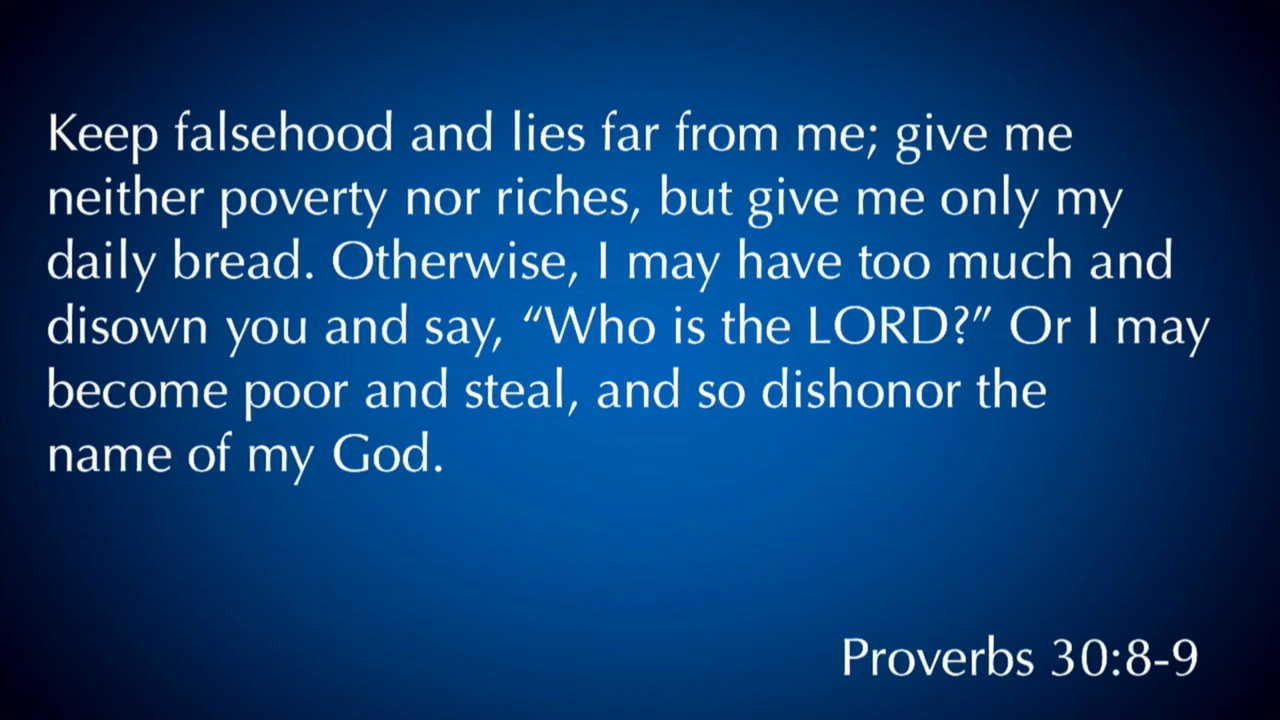 Keep falsehood and lies far from me; give me
neither poverty nor riches, but give me only my
daily bread. Otherwise, I may have too much and
disown you and say, “Who is the LORD?” Or I may
become poor and steal, and so dishonor the
name of my God.
Proverbs 30:8-9